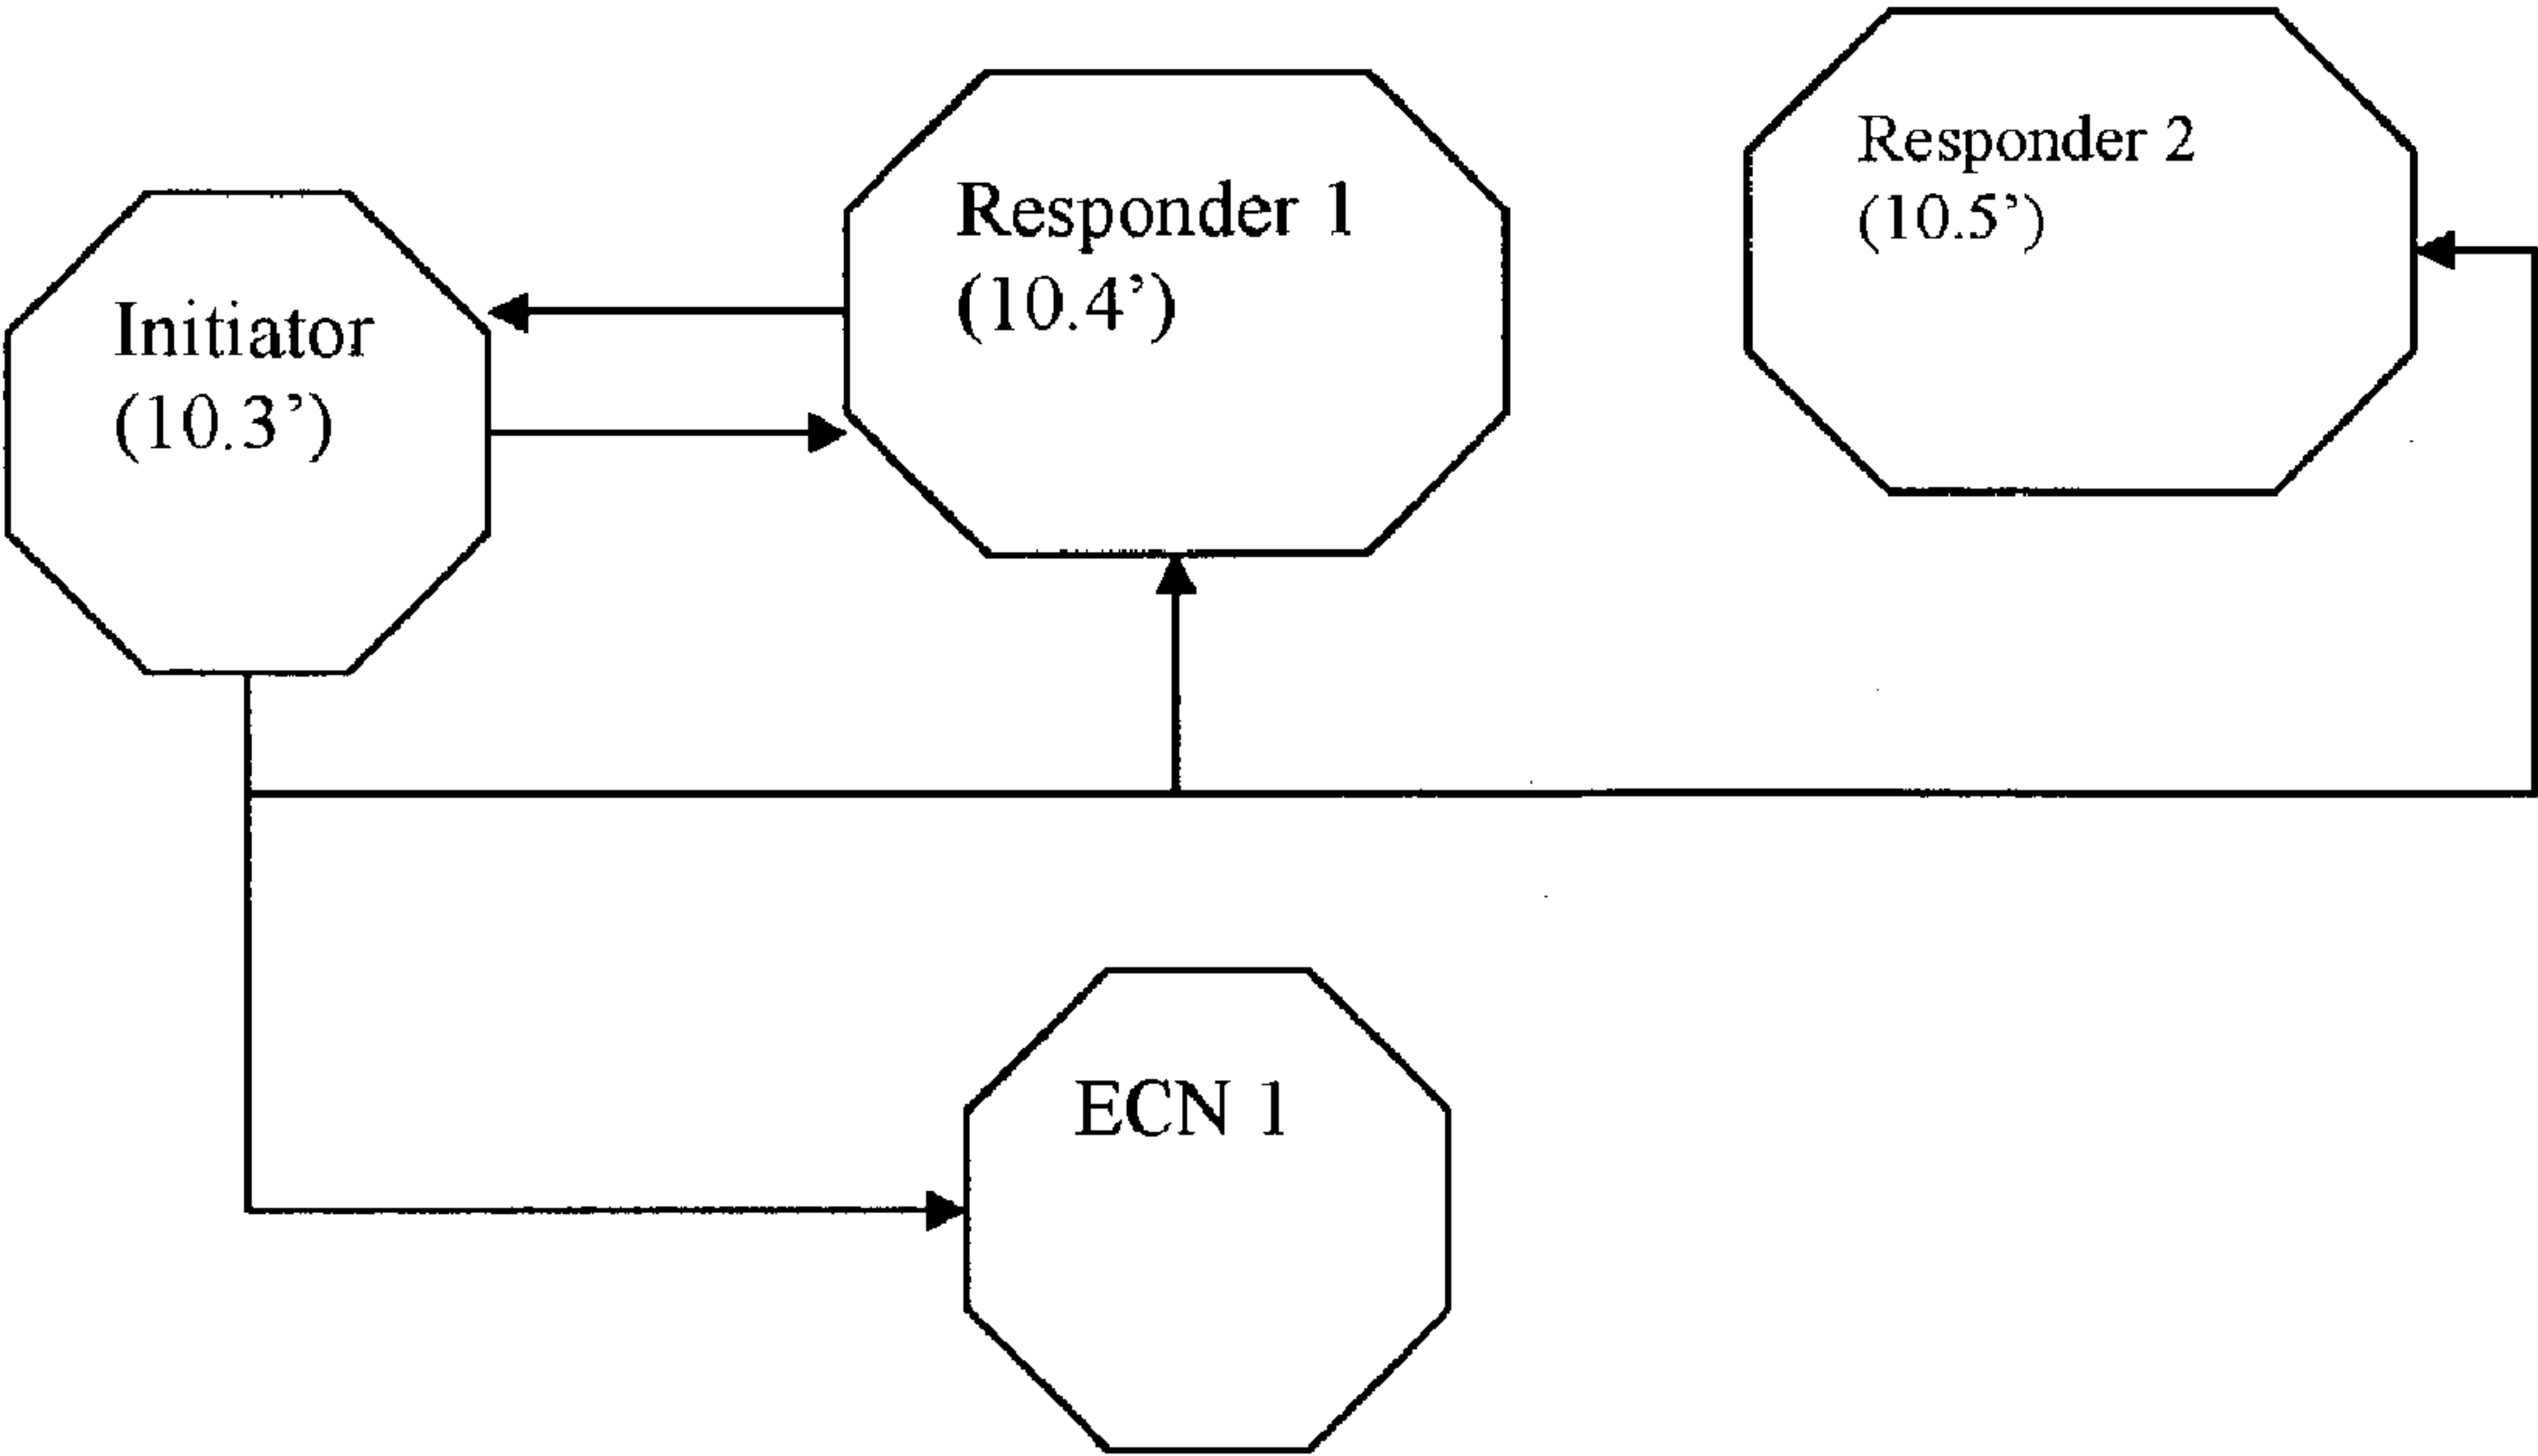 Initiator
(10.3’)
Responder 1
(10.4’)
Responder 2
(10.5’)
ECN 1